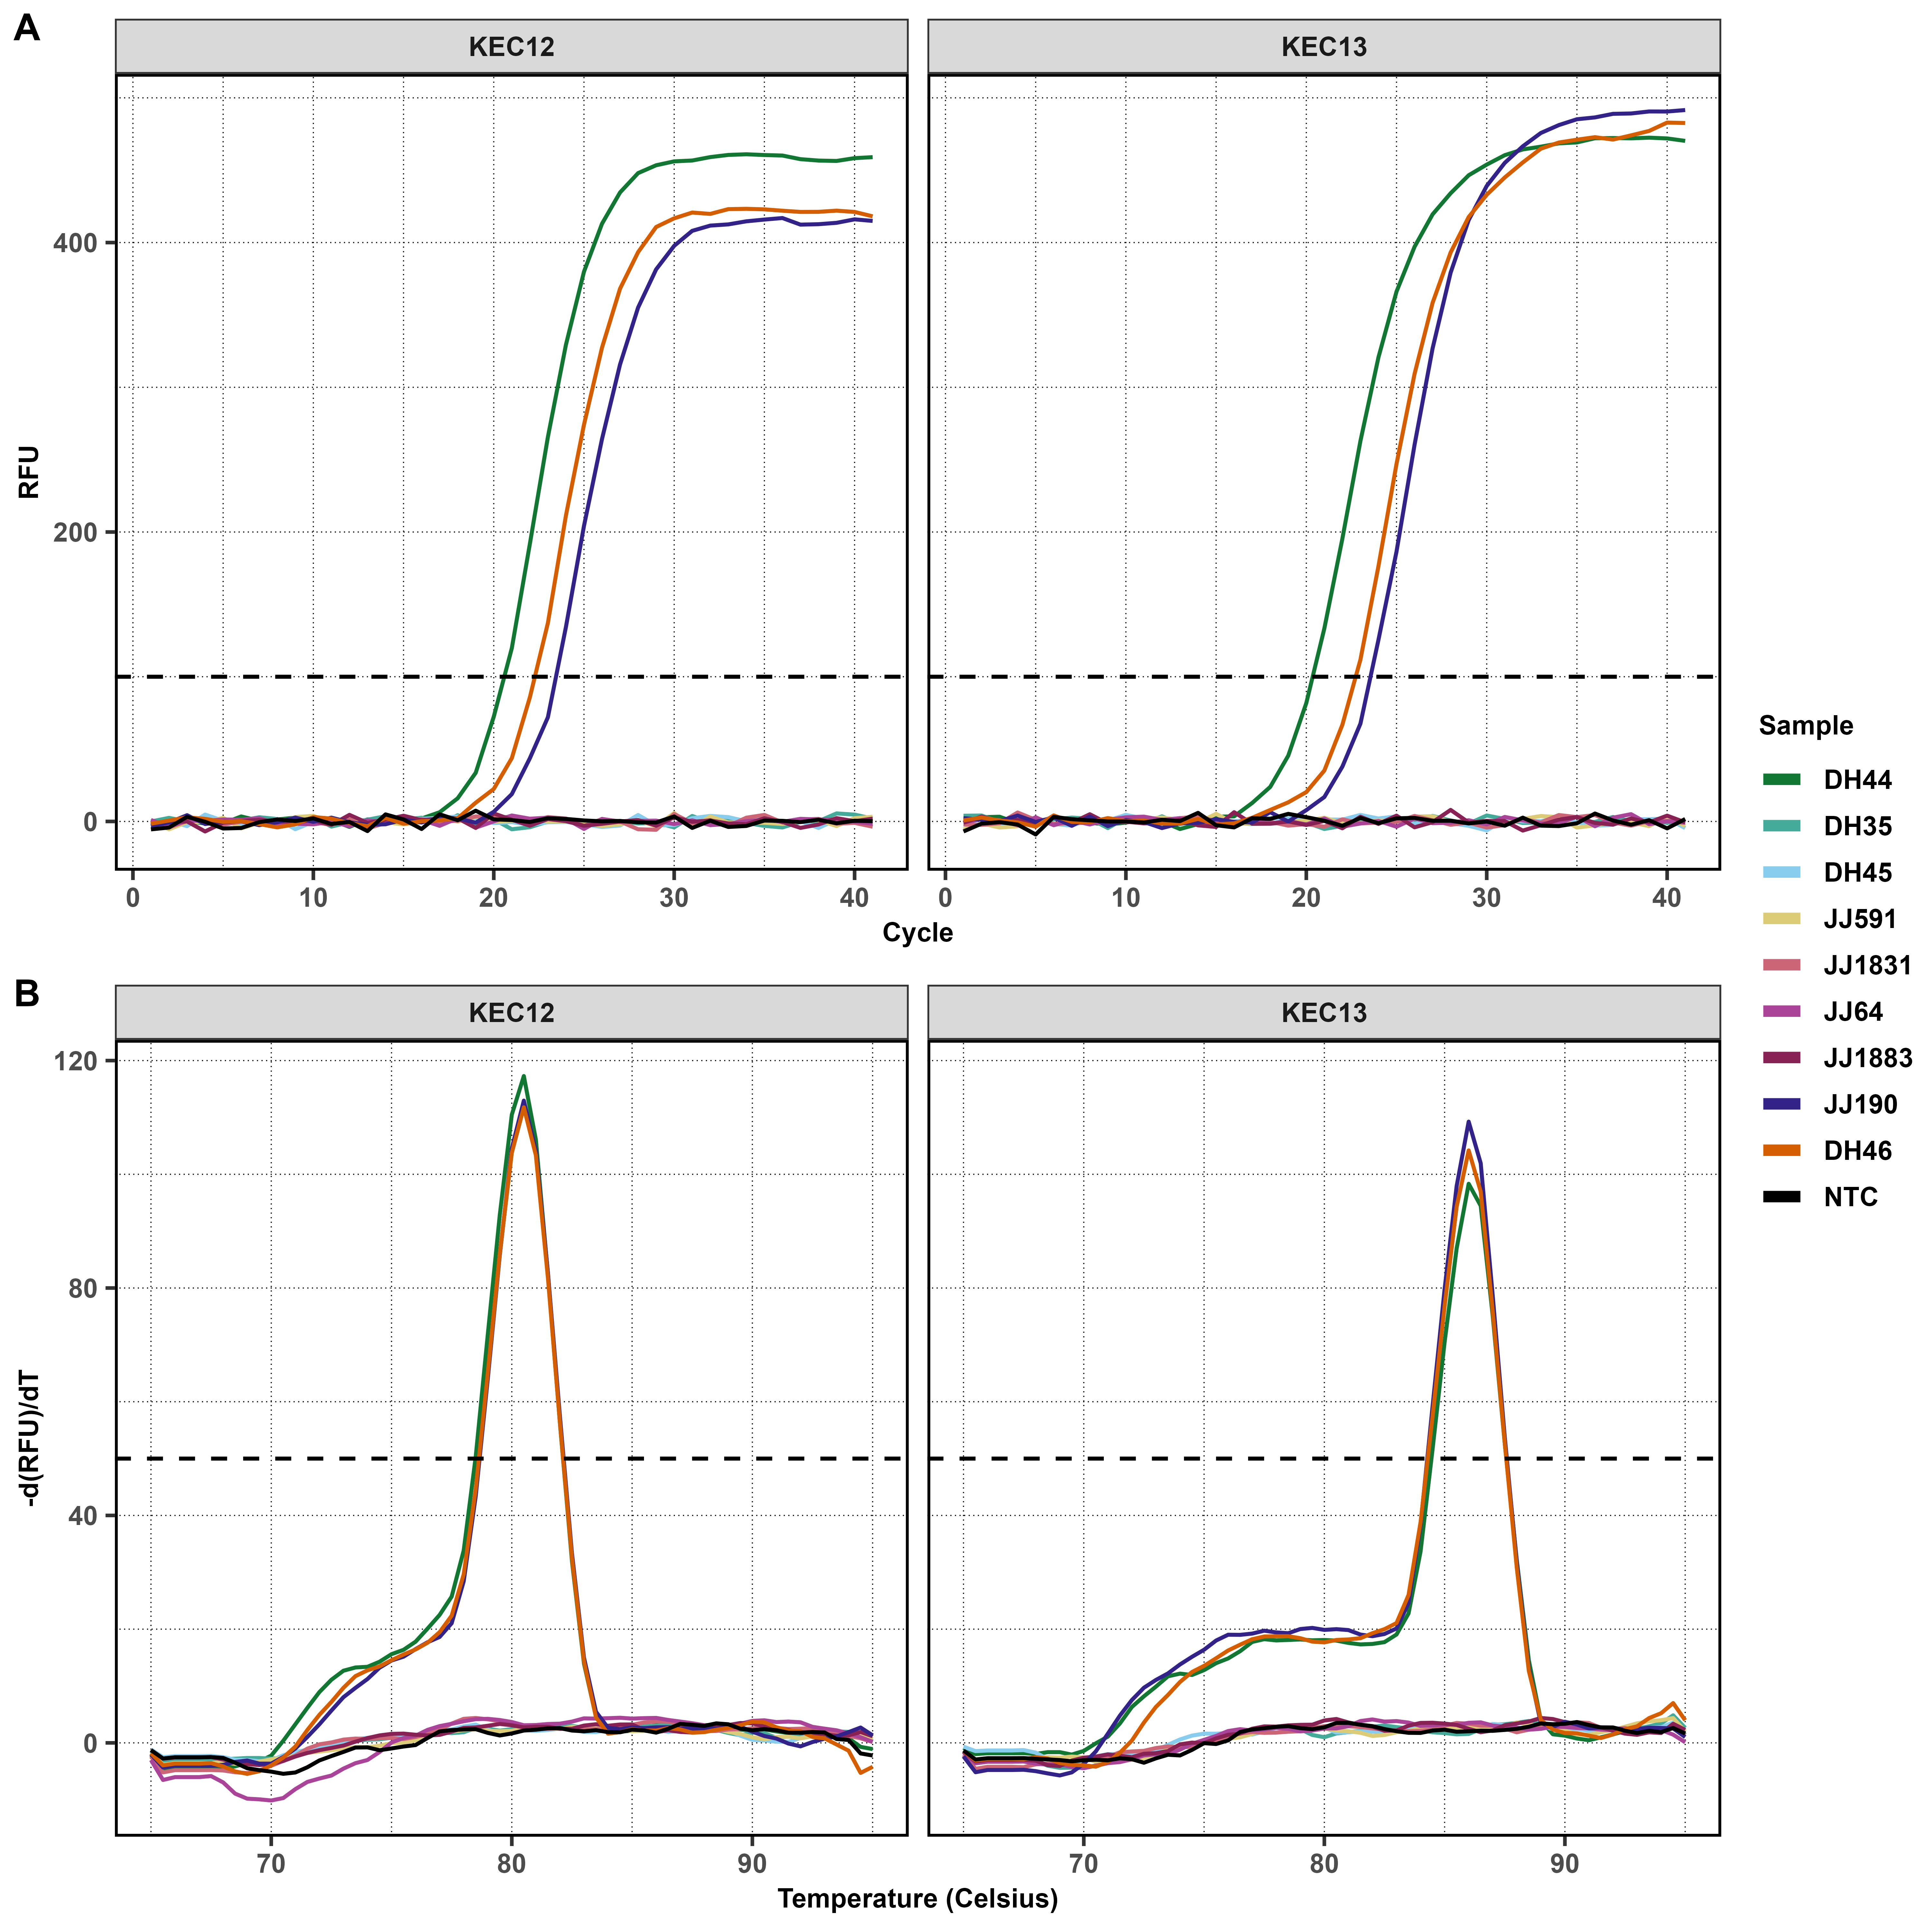 A
KEC12 KEC13
RFU
400
200
0
0 10 20 30 40 0 10 20 30 40
Cycle
Sample
DH44
DH35
DH45
JJ591
JJ1831
JJ64
JJ1883
JJ190
DH46
NTC
B
KEC12 KEC13
-d(RFU)/dT
120
80
40
0
70 80 90 70 80 90
Temperature (Celsius)